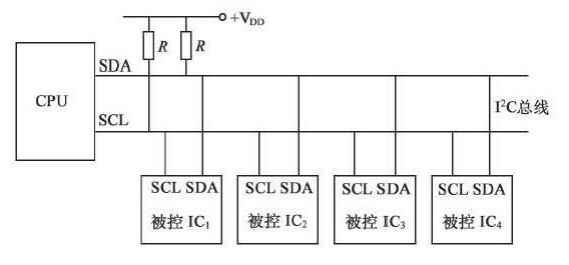 +V_DD
R R
SDA
CPU
SCL
I²C总线
SCL SDA SCL SDA SCL SDA SCL SDA
被控 IC₁ 被控 IC₂ 被控 IC₃ 被控 IC₄